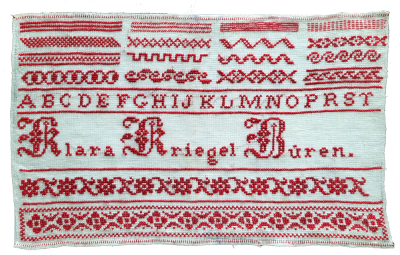 ABCDEFGHIJKLMNOPRST
Klara Kriegel Büren.